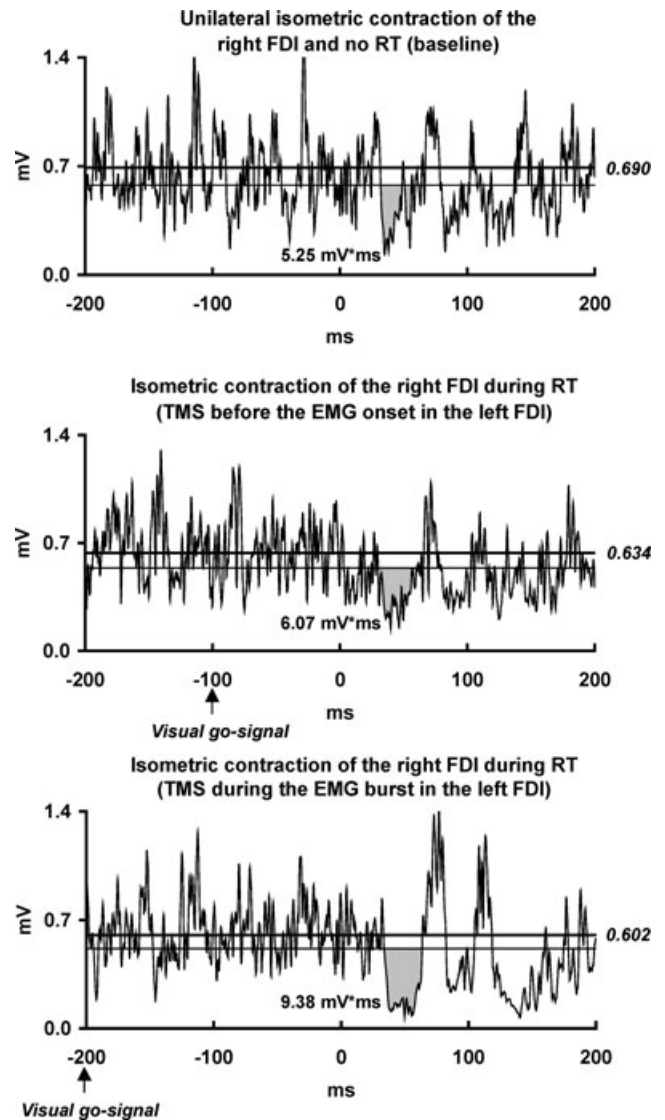 Unilateral isometric contraction of the
right FDI and no RT (baseline)
1.4
0.7
0.0
mV
0.690
5.25 mV*ms
-200 -100 0 100 200
ms
Isometric contraction of the right FDI during RT
(TMS before the EMG onset in the left FDI)
1.4
0.7
0.0
mV
0.634
6.07 mV*ms
-200 -100 0 100 200
ms
Visual go-signal
Isometric contraction of the right FDI during RT
(TMS during the EMG burst in the left FDI)
1.4
0.7
0.0
mV
0.602
9.38 mV*ms
-200 -100 0 100 200
ms
Visual go-signal